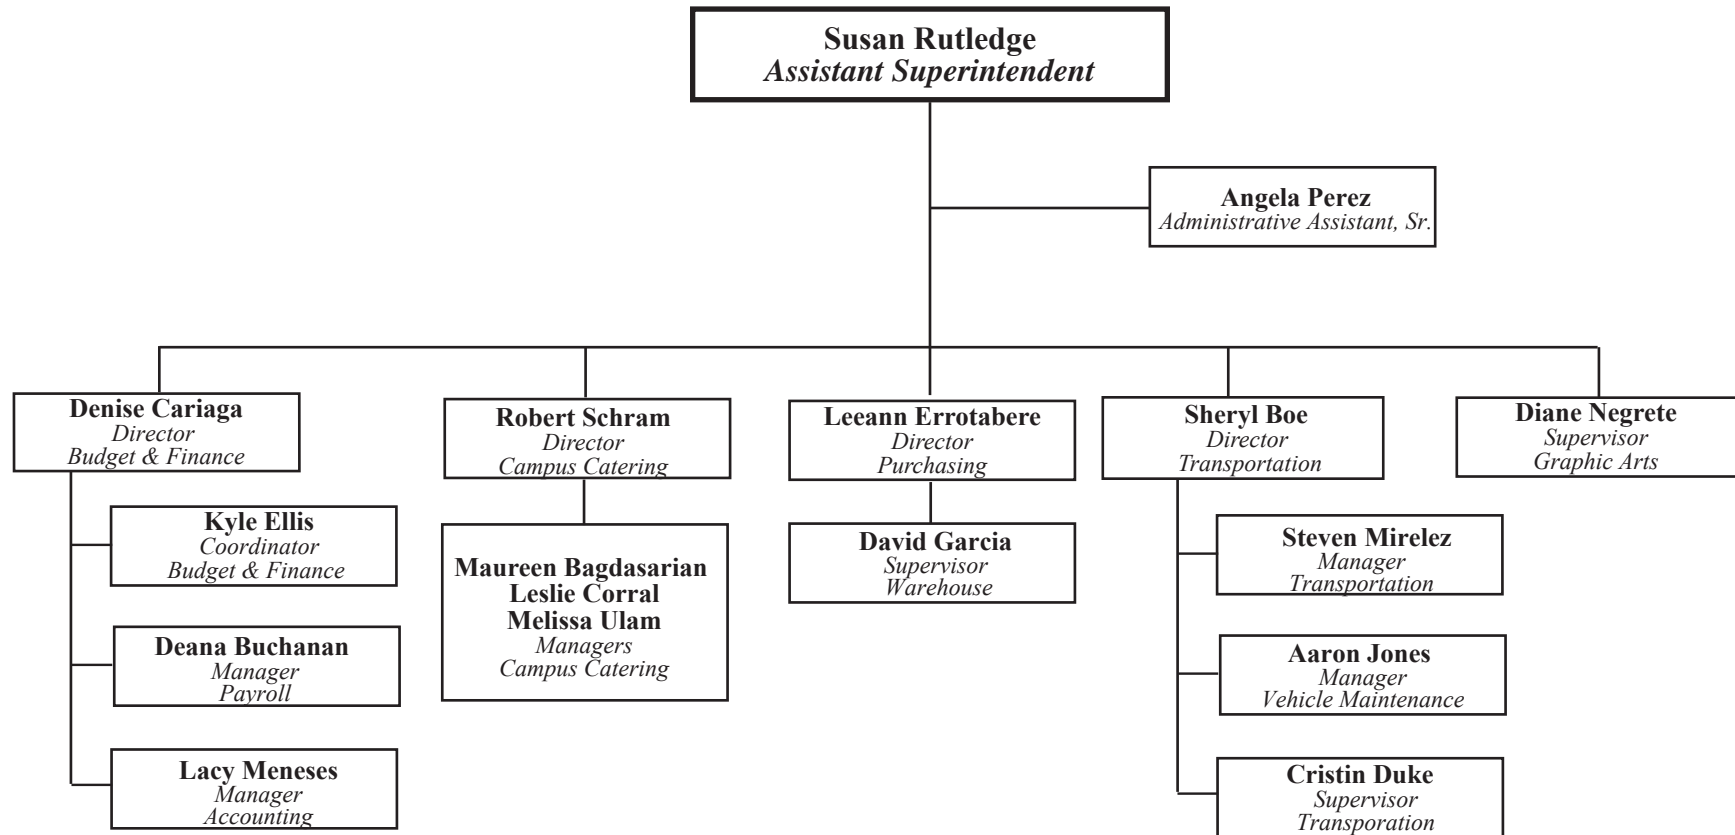 Susan Rutledge
Assistant Superintendent
Angela Perez
Administrative Assistant, Sr.
Denise Cariaga
Director
Budget & Finance
Kyle Ellis
Coordinator
Budget & Finance
Deana Buchanan
Manager
Payroll
Lacy Meneses
Manager
Accounting
Robert Schram
Director
Campus Catering
Maureen Bagdasarian
Leslie Corral
Melissa Ulam
Managers
Campus Catering
Leeann Errotabere
Director
Purchasing
David Garcia
Supervisor
Warehouse
Sheryl Boe
Director
Transportation
Steven Mirelez
Manager
Transportation
Aaron Jones
Manager
Vehicle Maintenance
Cristin Duke
Supervisor
Transporation
Diane Negrete
Supervisor
Graphic Arts